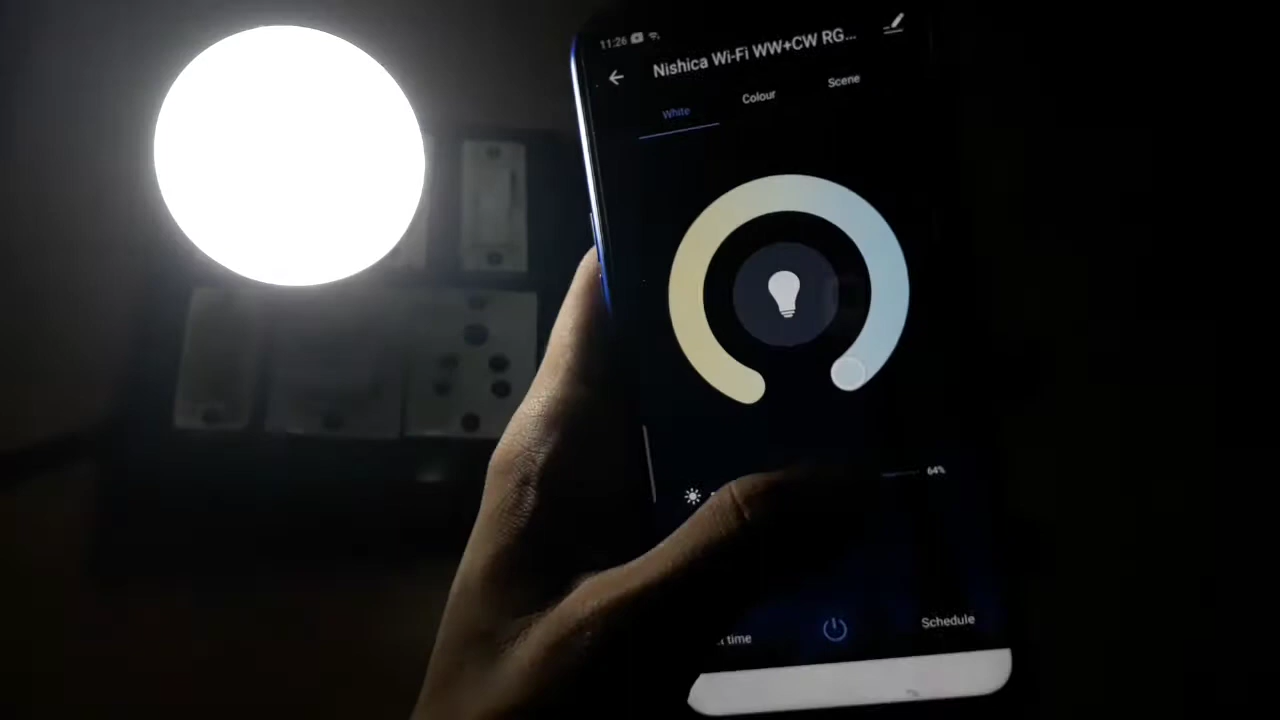 11:26
Nishica Wi-Fi WW+CW RG...
White Colour Scene
64%
time Schedule